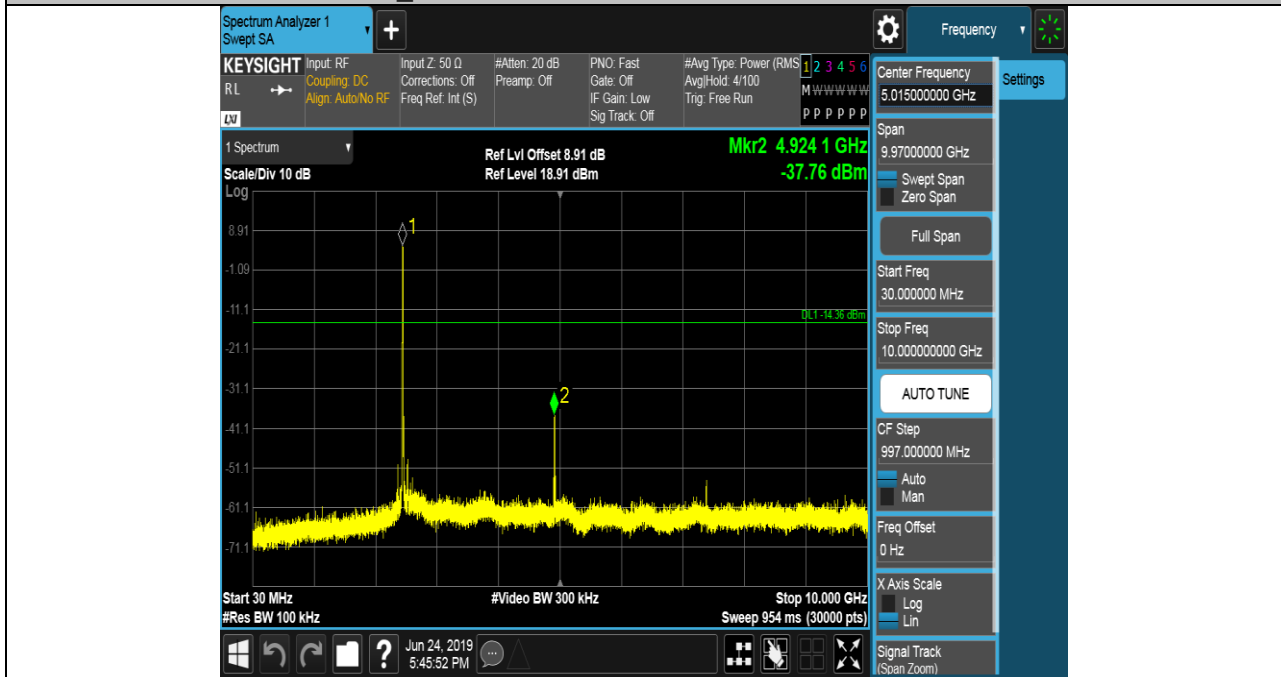 Spectrum Analyzer 1
Swept SA
+
Frequency
KEYSIGHT
RL
LXI
Input: RF
Coupling: DC
Align: Auto/No RF
Input Z: 50 Ω
Corrections: Off
Freq Ref: Int (S)
#Atten: 20 dB
Preamp: Off
PNO: Fast
Gate: Off
IF Gain: Low
Sig Track: Off
#Avg Type: Power (RMS
Avg|Hold: 4/100
Trig: Free Run
1 2 3 4 5 6
M W W W W W
P P P P P P
1 Spectrum
Scale/Div 10 dB
Log
Ref Lvl Offset 8.91 dB
Ref Level 18.91 dBm
Mkr2 4.924 1 GHz
-37.76 dBm
8.91
-1.09
-11.1
-21.1
-31.1
-41.1
-51.1
-61.1
-71.1
1
2
DL1 -14.36 dBm
Start 30 MHz
#Res BW 100 kHz
#Video BW 300 kHz
Stop 10.000 GHz
Sweep 954 ms (30000 pts)
Center Frequency
5.015000000 GHz
Settings
Span
9.97000000 GHz
Swept Span
Zero Span
Full Span
Start Freq
30.000000 MHz
Stop Freq
10.000000000 GHz
AUTO TUNE
CF Step
997.000000 MHz
Auto
Man
Freq Offset
0 Hz
X Axis Scale
Log
Lin
Signal Track
(Span Zoom)
?
Jun 24, 2019
5:45:52 PM